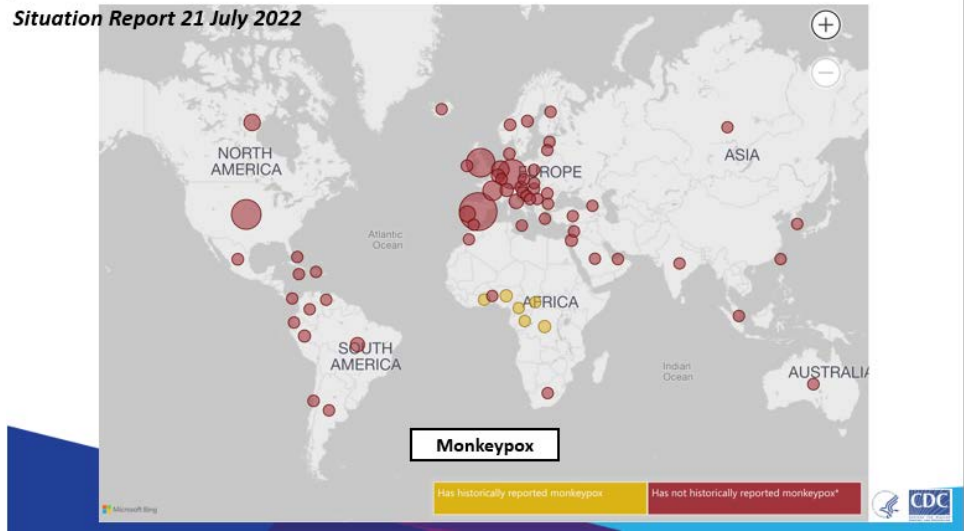 Situation Report 21 July 2022
NORTH
AMERICA
EUROPE
ASIA
Atlantic
Ocean
AFRICA
SOUTH
AMERICA
Indian
Ocean
AUSTRALIA
Monkeypox
Has historically reported monkeypox
Has not historically reported monkeypox*
Microsoft Bing
CDC